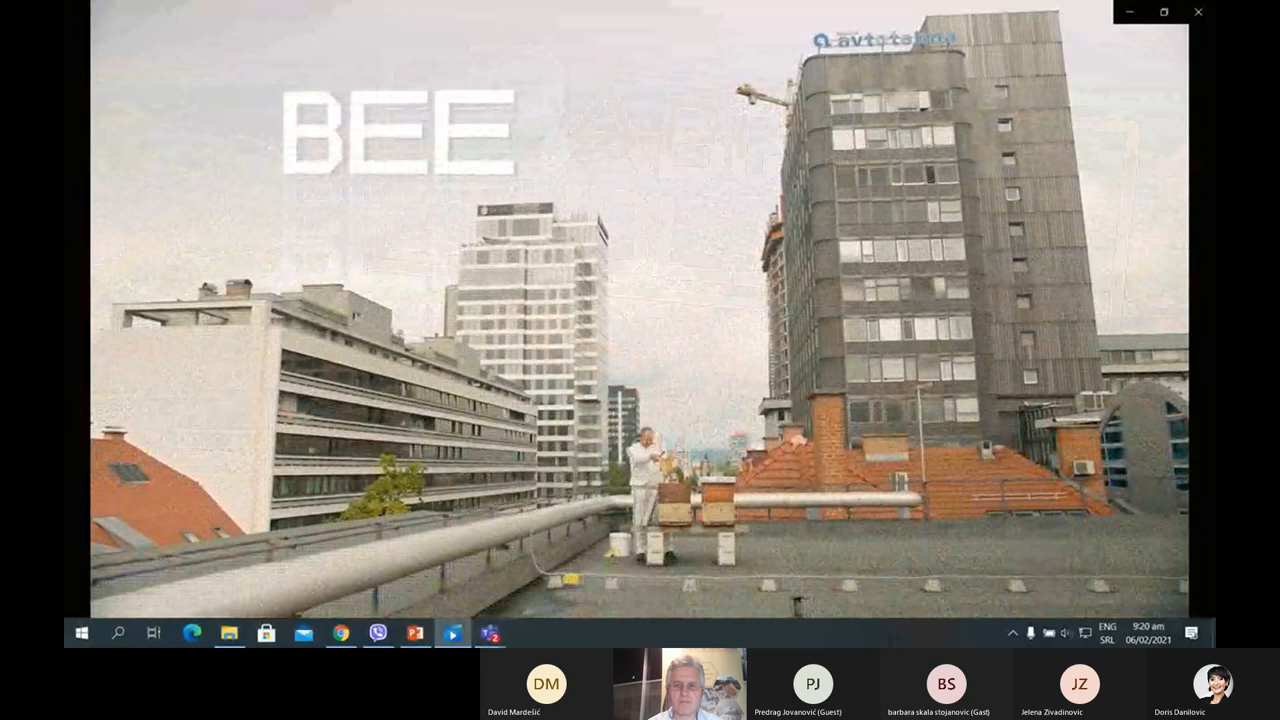 avtotehna
BEE
ENG
SRL
9:20 am
06/02/2021
2
DM
David Mardešić
PJ
Predrag Jovanović (Guest)
BS
barbara skala stojanovic (Gast)
JZ
Jelena Zivadinovic
Doris Danilovic